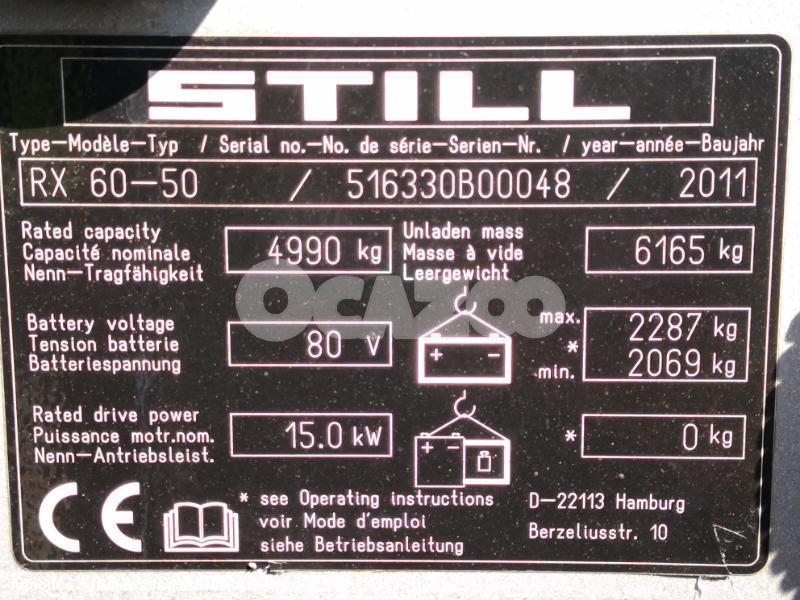 STILL
Type-Modèle-Typ / Serial no.-No. de série-Serien-Nr. / year-année-Baujahr
RX 60-50 / 516330B00048 / 2011
Rated capacity
Capacité nominale
Nenn-Tragfähigkeit
4990 kg
Unladen mass
Masse à vide
Leergewicht
6165 kg
OCAZOO
Battery voltage
Tension batterie
Batteriespannung
80 V
+ -
max. 2287 kg
*
min. 2069 kg
Rated drive power
Puissance motr.nom.
Nenn-Antriebsleist.
15.0 kW
+ -
* 0 kg
CE
* see Operating instructions
voir Mode d'emploi
siehe Betriebsanleitung
D-22113 Hamburg
Berzeliusstr. 10